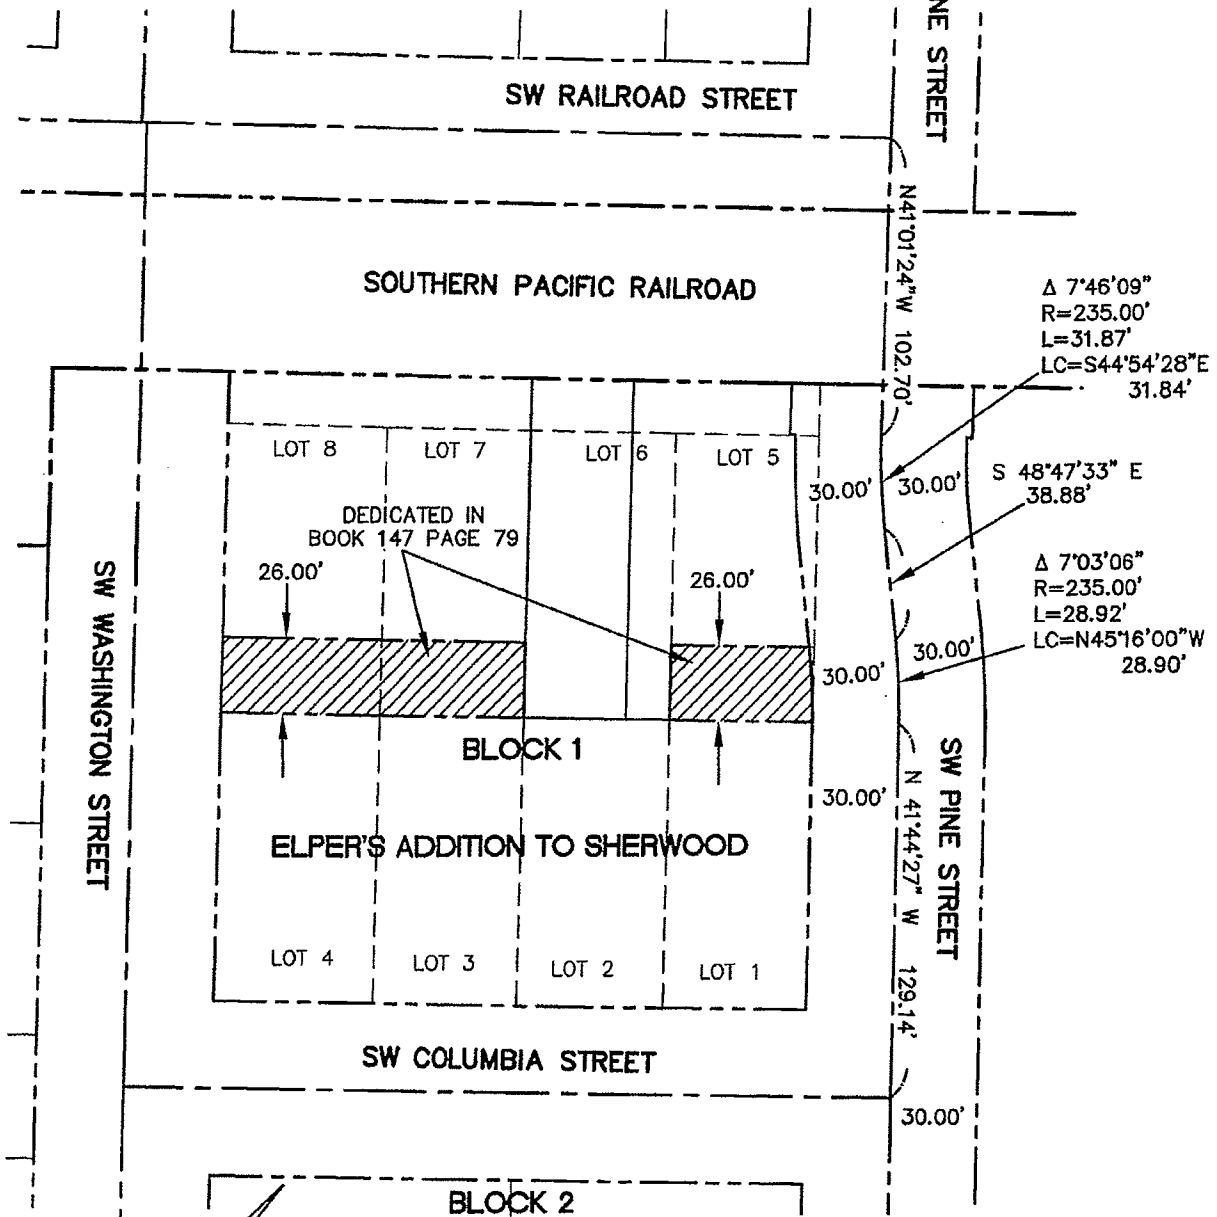 NE STREET
SW RAILROAD STREET
N41°01'24"W 102.70'
SOUTHERN PACIFIC RAILROAD
Δ 7°46'09"
R=235.00'
L=31.87'
LC=S44°54'28"E
31.84'
LOT 8
LOT 7
LOT 6
LOT 5
30.00'
30.00'
S 48°47'33" E
38.88'
DEDICATED IN
BOOK 147 PAGE 79
26.00'
26.00'
Δ 7°03'06"
R=235.00'
L=28.92'
LC=N45°16'00"W
28.90'
30.00'
30.00'
SW WASHINGTON STREET
BLOCK 1
30.00'
N 41°44'27" W 129.14'
SW PINE STREET
ELPER'S ADDITION TO SHERWOOD
LOT 4
LOT 3
LOT 2
LOT 1
SW COLUMBIA STREET
30.00'
BLOCK 2